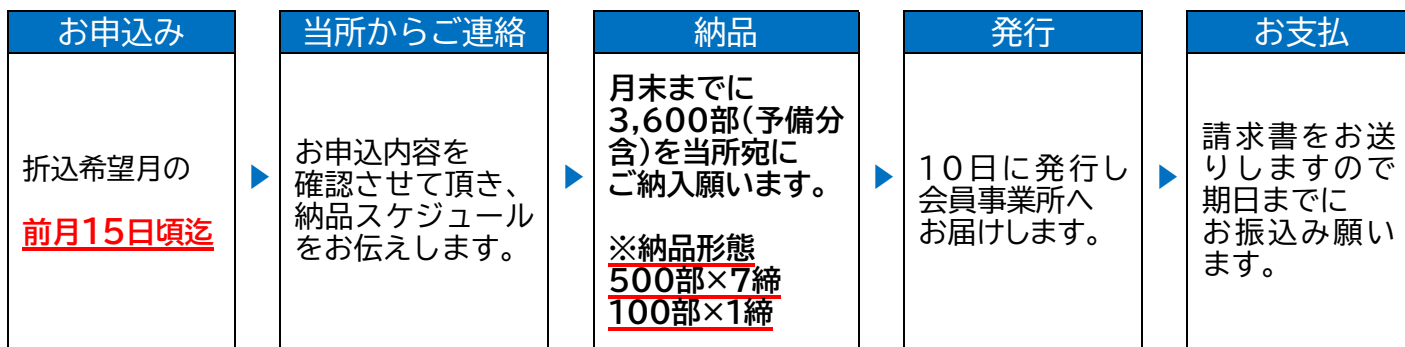 お申込み
折込希望月の
前月15日頃迄
当所からご連絡
お申込内容を
確認させて頂き、
納品スケジュール
をお伝えします。
納品
月末までに
3,600部(予備分
含)を当所宛に
ご納入願います。
※納品形態
500部×7締
100部×1締
発行
10日に発行し
会員事業所へ
お届けします。
お支払
請求書をお送
りしますので
期日までに
お振込み願い
ます。